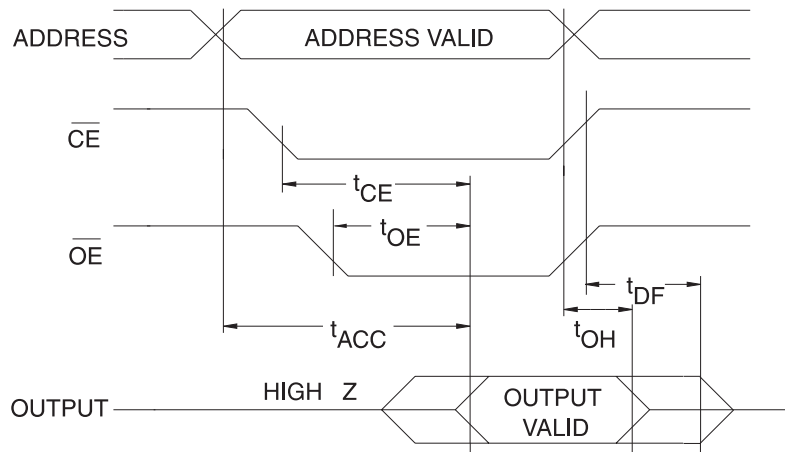 ADDRESS
ADDRESS VALID
CE
tCE
OE
tOE
tDF
tACC
tOH
OUTPUT
HIGH Z
OUTPUT
VALID